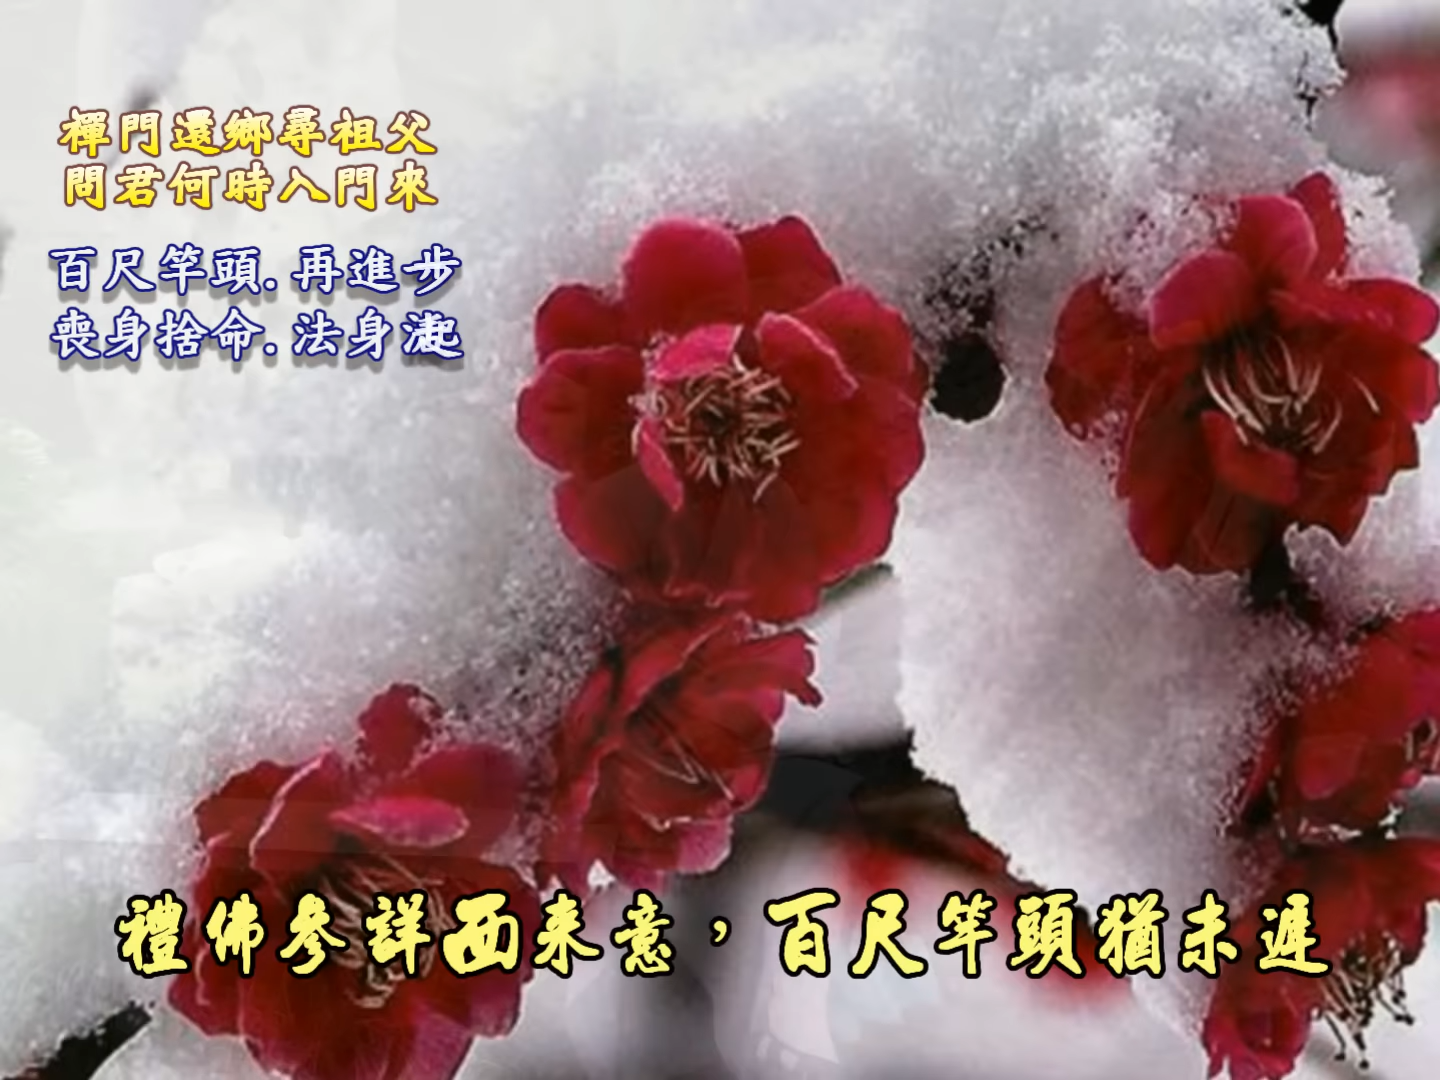 禪門還鄉尋祖父
問君何時入門來
百尺竿頭.再進步
喪身捨命.法身
禮佛參詳西来意，百尺竿頭猶未遲